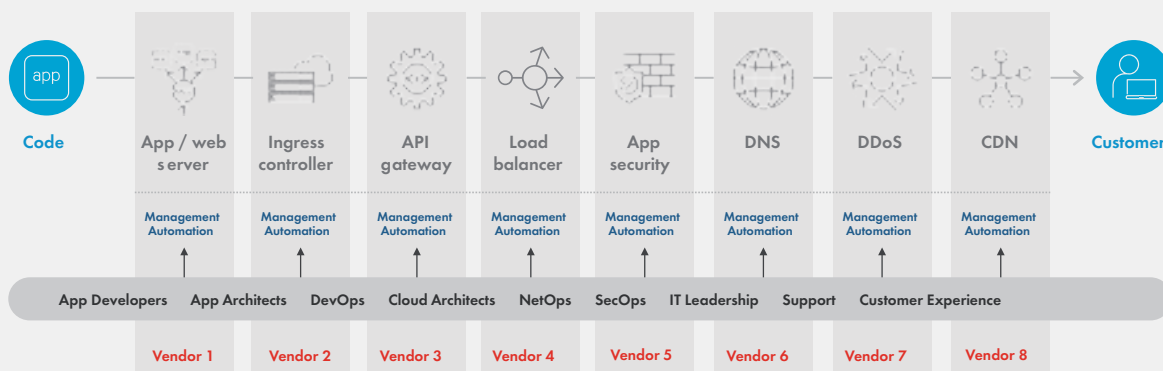 app
Code
App / web
server
Ingress
controller
API
gateway
Load
balancer
App
security
DNS
DDoS
CDN
Customer
Management
Automation
Management
Automation
Management
Automation
Management
Automation
Management
Automation
Management
Automation
Management
Automation
Management
Automation
App Developers App Architects DevOps Cloud Architects NetOps SecOps IT Leadership Support Customer Experience
Vendor 1 Vendor 2 Vendor 3 Vendor 4 Vendor 5 Vendor 6 Vendor 7 Vendor 8